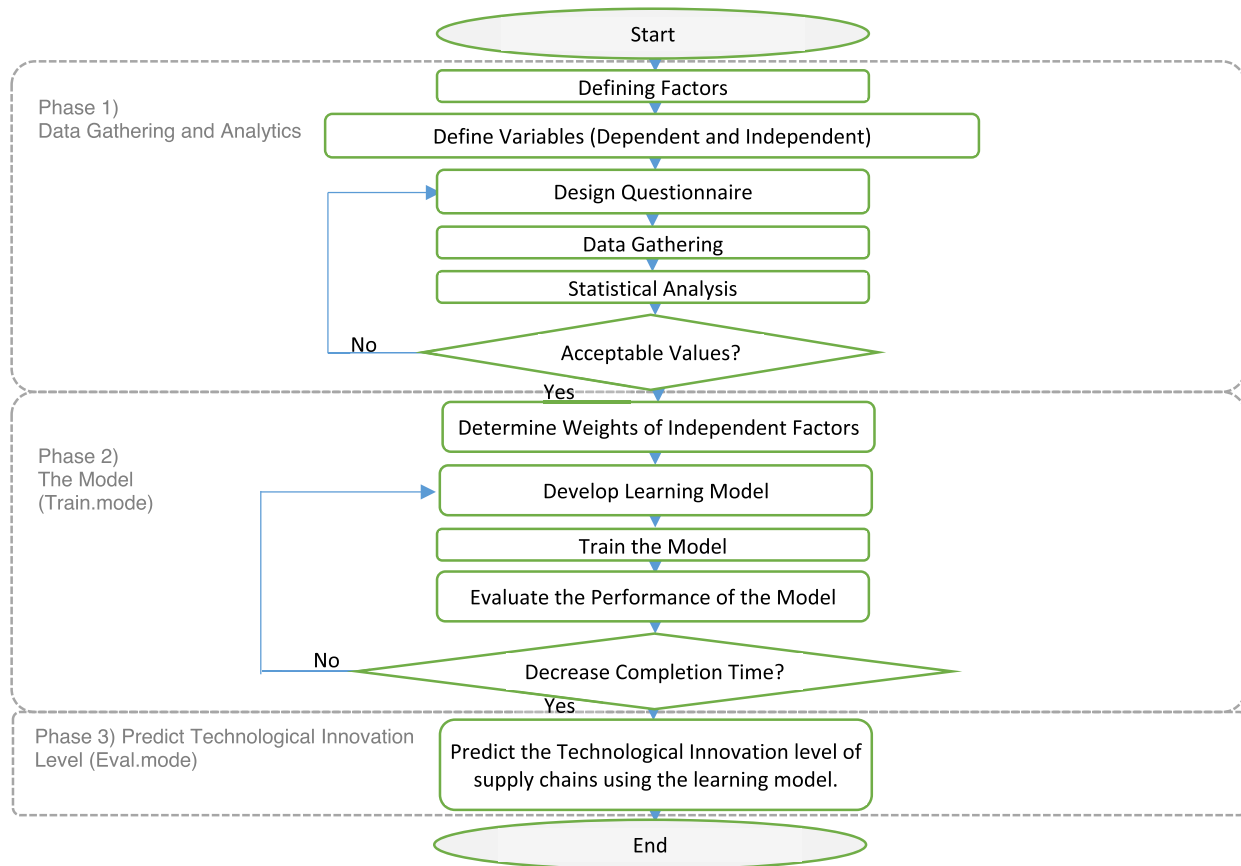 Start
Phase 1)
Data Gathering and Analytics
Defining Factors
Define Variables (Dependent and Independent)
Design Questionnaire
Data Gathering
Statistical Analysis
Acceptable Values?
No
Yes
Phase 2)
The Model
(Train.mode)
Determine Weights of Independent Factors
Develop Learning Model
Train the Model
Evaluate the Performance of the Model
Decrease Completion Time?
No
Yes
Phase 3) Predict Technological Innovation
Level (Eval.mode)
Predict the Technological Innovation level of
supply chains using the learning model.
End